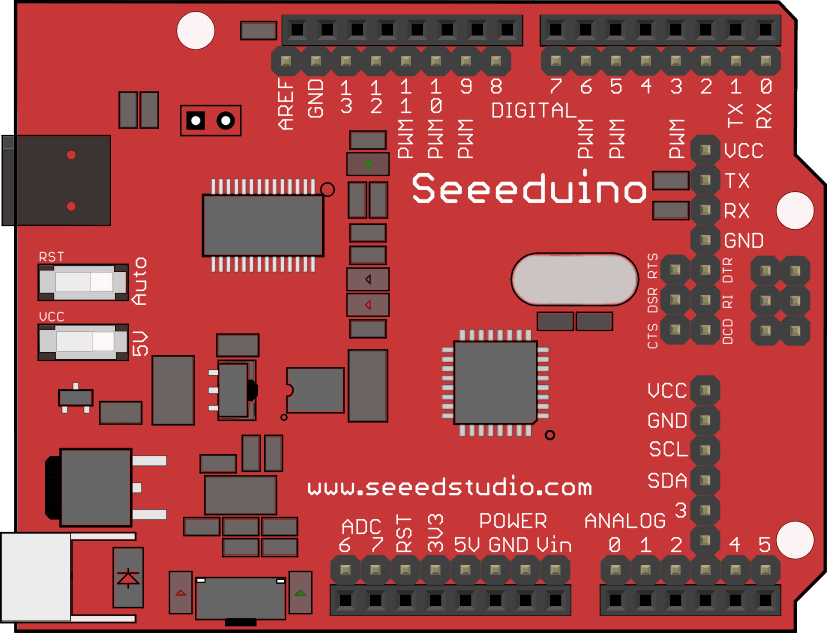 AREF GND 13 12 11 10 9 8 7 6 5 4 3 2 1 0
DIGITAL
PWM PWM PWM PWM PWM PWM TX RX
VCC
Seeeduino
TX
RX
GND
RST
Auto
RTS DTR
DSR RI
CTS DCD
VCC
5V
VCC
GND
SCL
SDA
www.seeedstudio.com
3
ADC POWER ANALOG
6 7 RST 3V3 5V GND Vin 0 1 2 4 5